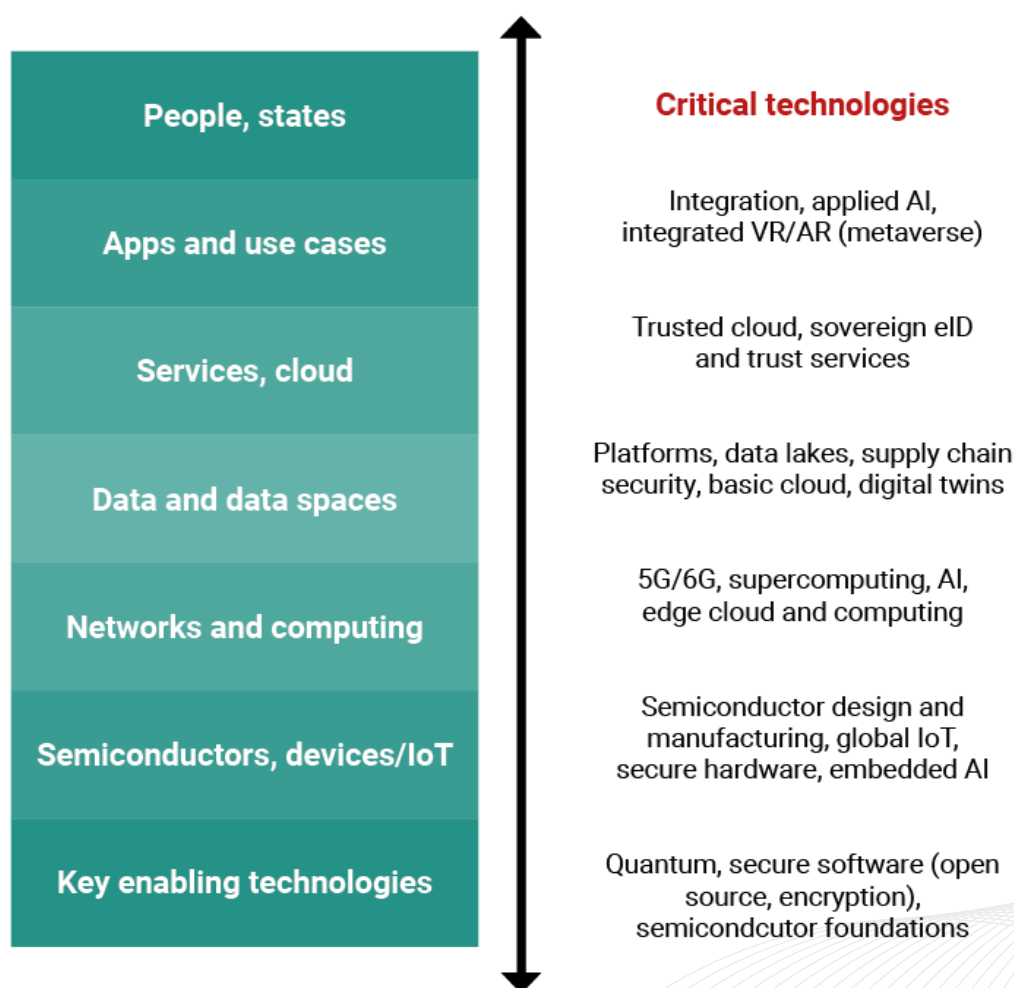 People, states
Critical technologies
Apps and use cases
Integration, applied AI,
integrated VR/AR (metaverse)
Services, cloud
Trusted cloud, sovereign eID
and trust services
Data and data spaces
Platforms, data lakes, supply chain
security, basic cloud, digital twins
Networks and computing
5G/6G, supercomputing, AI,
edge cloud and computing
Semiconductors, devices/IoT
Semiconductor design and
manufacturing, global IoT,
secure hardware, embedded AI
Key enabling technologies
Quantum, secure software (open
source, encryption),
semicondcutor foundations